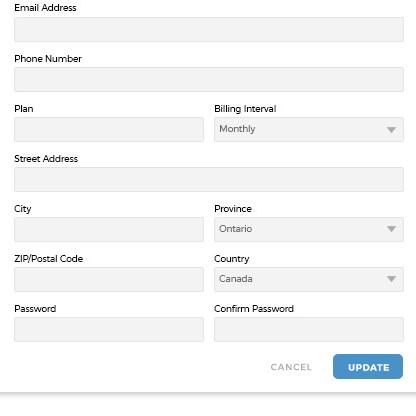 Email Address
Phone Number
Plan Billing Interval
Monthly
Street Address
City Province
Ontario
ZIP/Postal Code Country
Canada
Password Confirm Password
CANCEL UPDATE